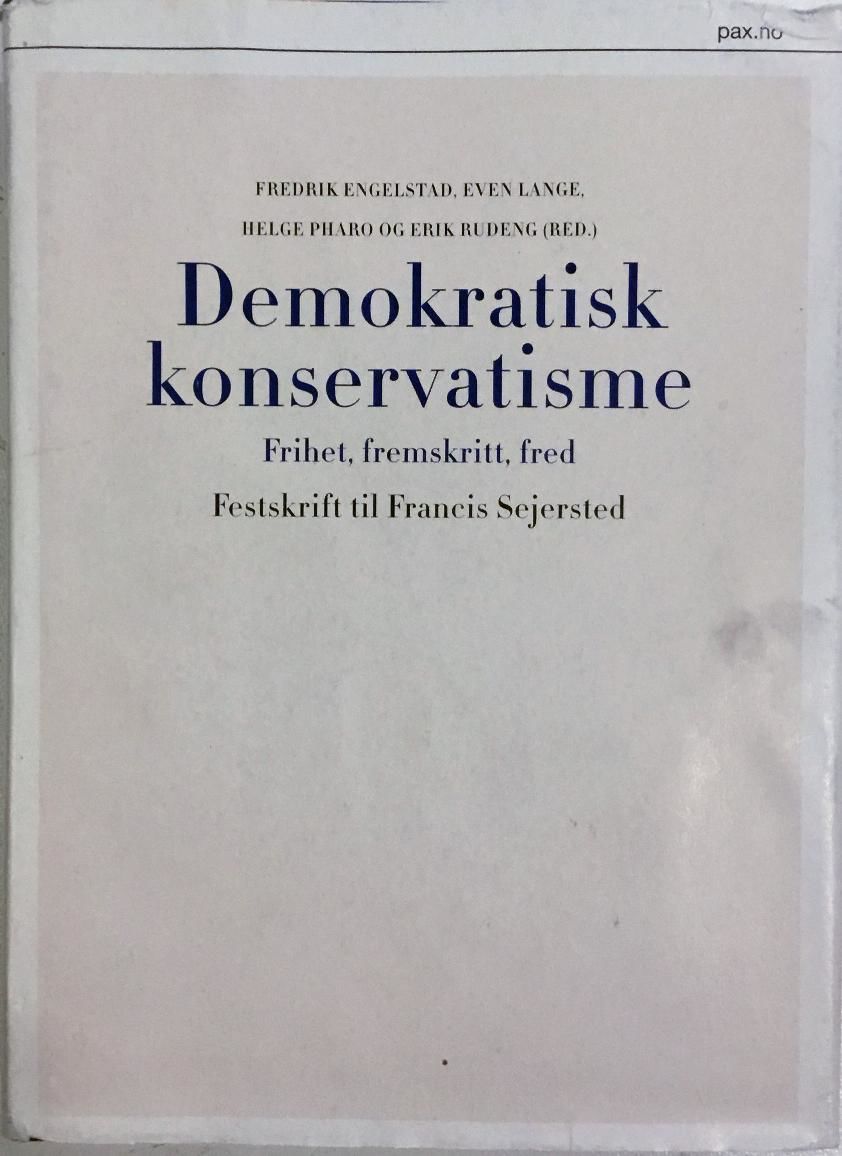 pax.no
FREDRIK ENGELSTAD, EVEN LANGE,
HELGE PHARO OG ERIK RUDENG (RED.)
Demokratisk
konservatisme
Frihet, fremskritt, fred
Festskrift til Francis Sejersted